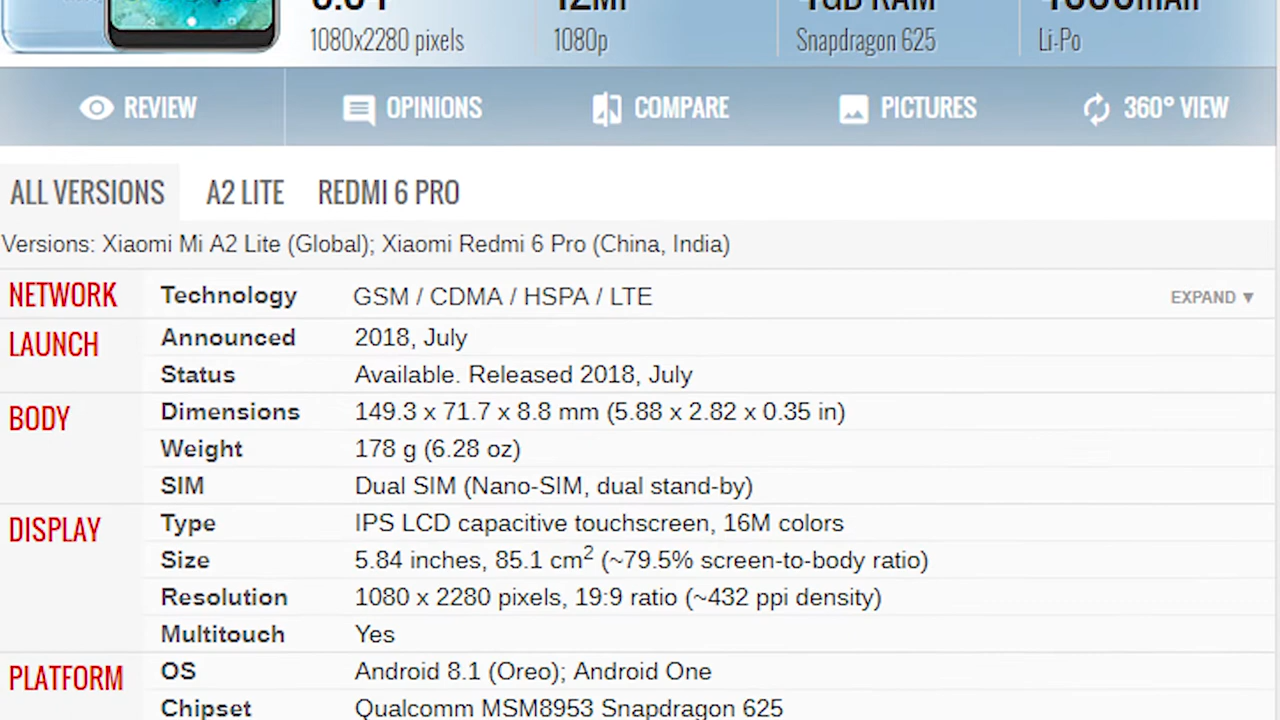 1080x2280 pixels 1080p Snapdragon 625 Li-Po
REVIEW OPINIONS COMPARE PICTURES 360° VIEW
ALL VERSIONS A2 LITE REDMI 6 PRO
Versions: Xiaomi Mi A2 Lite (Global); Xiaomi Redmi 6 Pro (China, India)
NETWORK Technology GSM / CDMA / HSPA / LTE EXPAND ▼
LAUNCH Announced 2018, July
Status Available. Released 2018, July
BODY Dimensions 149.3 x 71.7 x 8.8 mm (5.88 x 2.82 x 0.35 in)
Weight 178 g (6.28 oz)
SIM Dual SIM (Nano-SIM, dual stand-by)
DISPLAY Type IPS LCD capacitive touchscreen, 16M colors
Size 5.84 inches, 85.1 cm2 (~79.5% screen-to-body ratio)
Resolution 1080 x 2280 pixels, 19:9 ratio (~432 ppi density)
Multitouch Yes
PLATFORM OS Android 8.1 (Oreo); Android One
Chipset Qualcomm MSM8953 Snapdragon 625